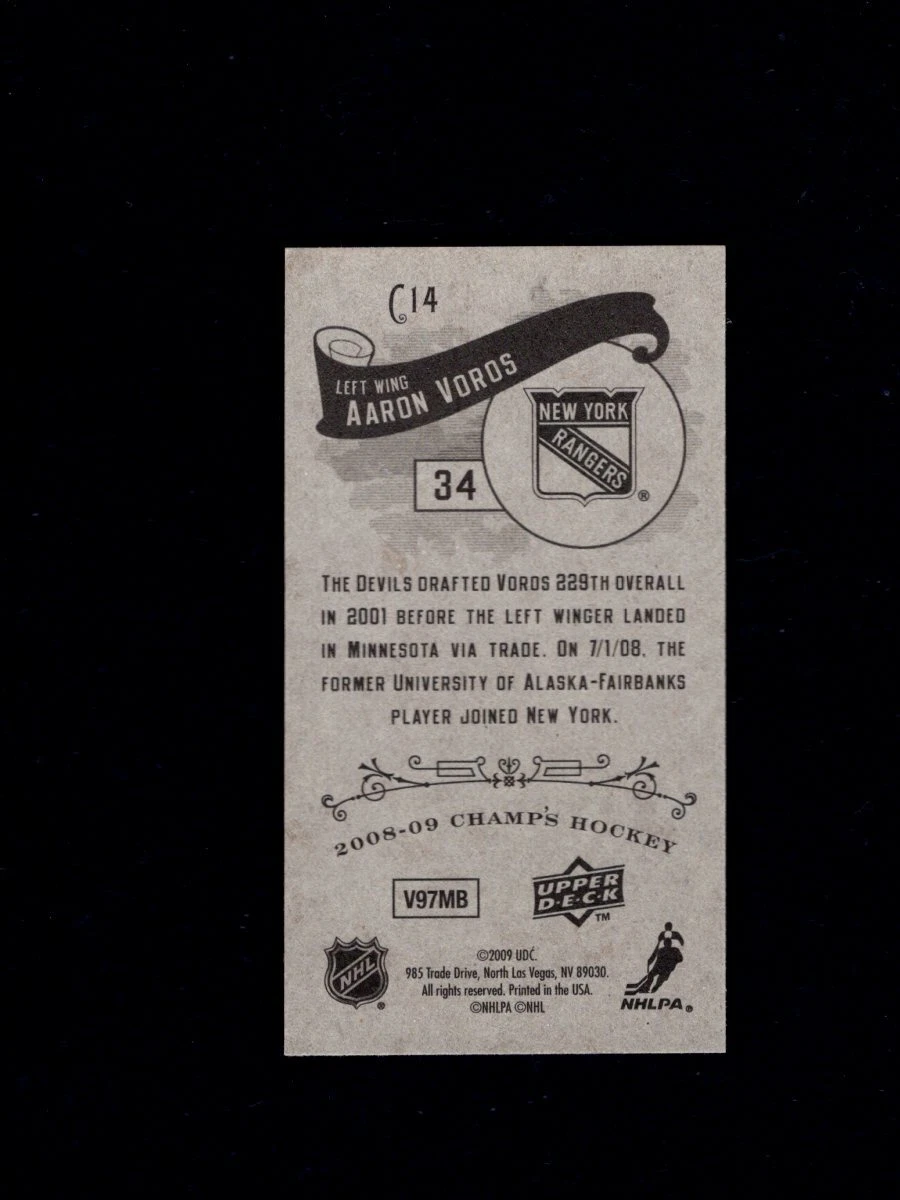 C14
LEFT WING
AARON VOROS
NEW YORK
RANGERS
®
34
THE DEVILS DRAFTED VOROS 229TH OVERALL
IN 2001 BEFORE THE LEFT WINGER LANDED
IN MINNESOTA VIA TRADE. ON 7/1/08, THE
FORMER UNIVERSITY OF ALASKA-FAIRBANKS
PLAYER JOINED NEW YORK.
2008-09 CHAMP'S HOCKEY
V97MB
UPPER
D·E·C·K
TM
NHL
®
©2009 UDC.
985 Trade Drive, North Las Vegas, NV 89030.
All rights reserved. Printed in the USA.
©NHLPA ©NHL
NHLPA®